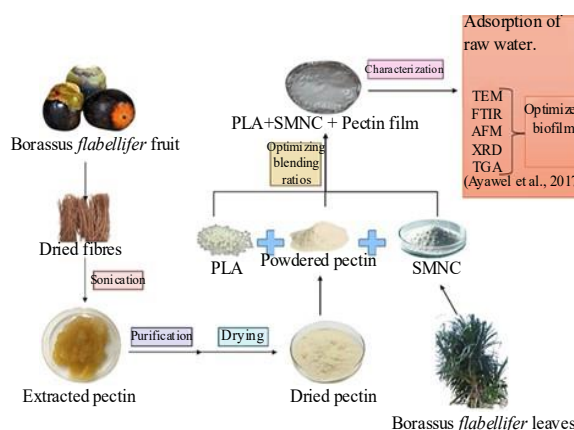 Adsorption of
raw water.
TEM
FTIR
AFM
XRD
TGA
(Ayawel et al., 2017
Optimize
biofilm
Characterization
PLA+SMNC + Pectin film
Optimizing
blending
ratios
Borassus flabellifer fruit
Dried fibres
Sonication
PLA
Powdered pectin
SMNC
Purification
Drying
Extracted pectin
Dried pectin
Borassus flabellifer leaves